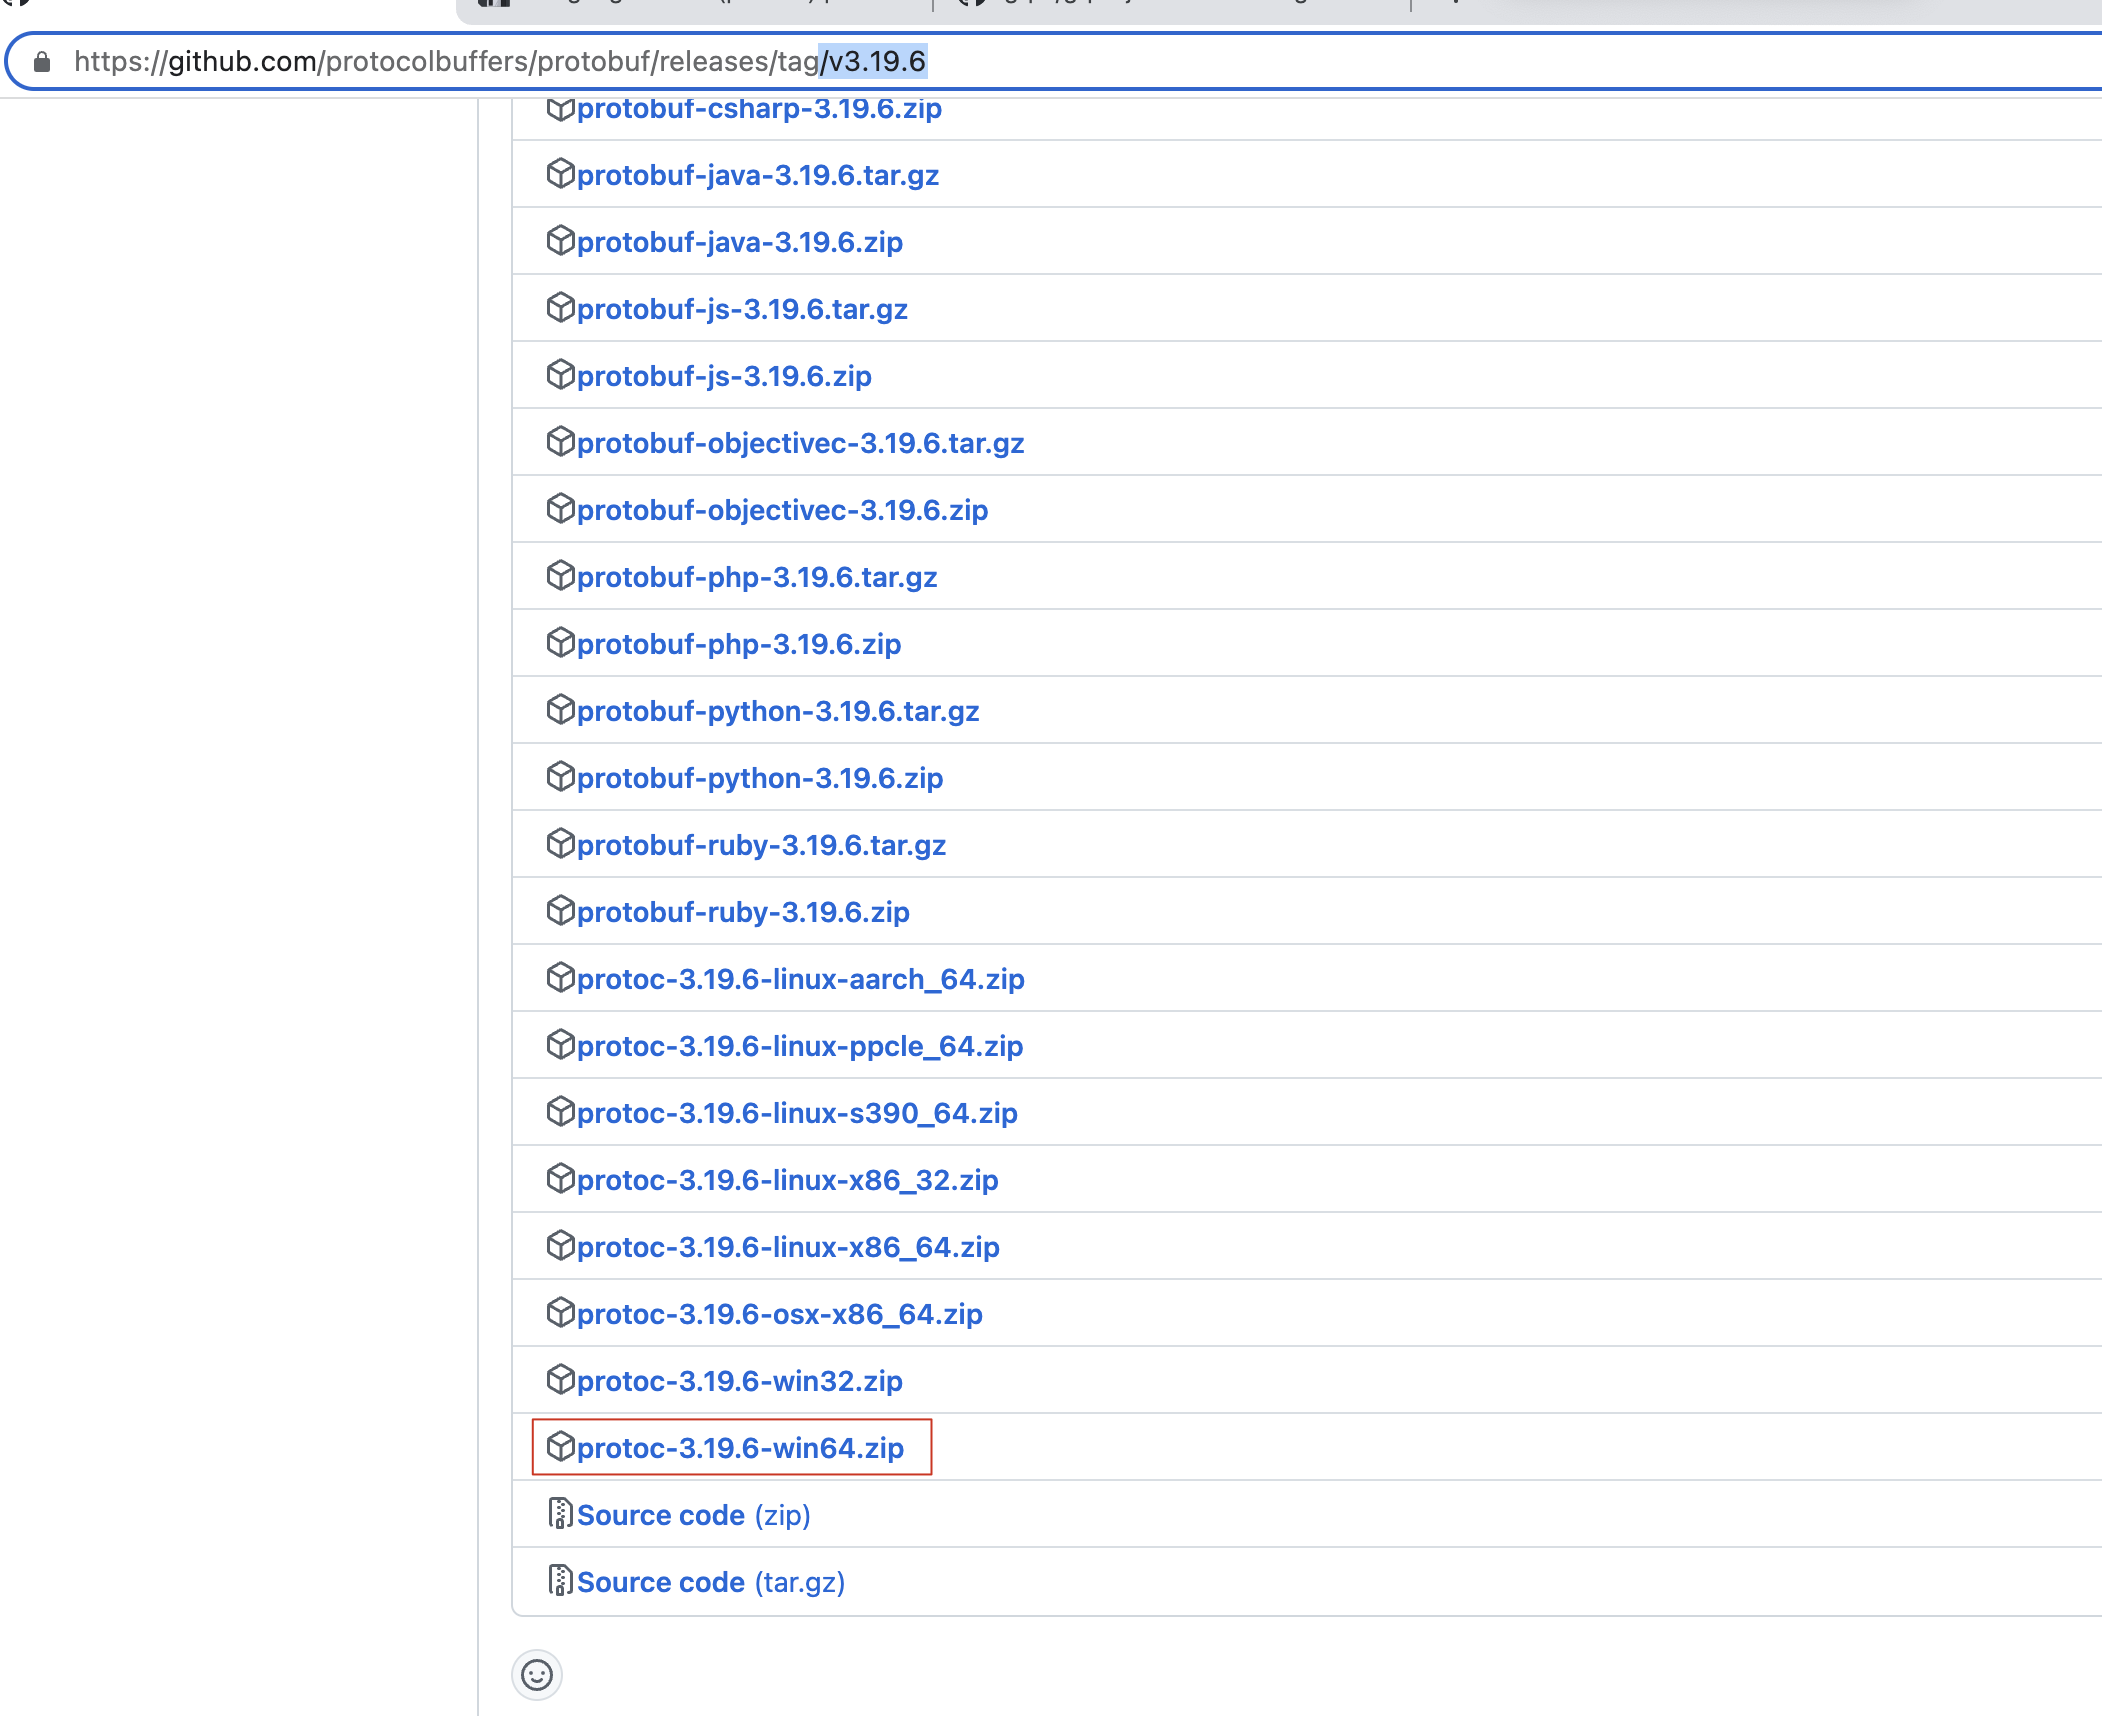 https://github.com/protocolbuffers/protobuf/releases/tag/v3.19.6
protobuf-csharp-3.19.6.zip
protobuf-java-3.19.6.tar.gz
protobuf-java-3.19.6.zip
protobuf-js-3.19.6.tar.gz
protobuf-js-3.19.6.zip
protobuf-objectivec-3.19.6.tar.gz
protobuf-objectivec-3.19.6.zip
protobuf-php-3.19.6.tar.gz
protobuf-php-3.19.6.zip
protobuf-python-3.19.6.tar.gz
protobuf-python-3.19.6.zip
protobuf-ruby-3.19.6.tar.gz
protobuf-ruby-3.19.6.zip
protoc-3.19.6-linux-aarch_64.zip
protoc-3.19.6-linux-ppcle_64.zip
protoc-3.19.6-linux-s390_64.zip
protoc-3.19.6-linux-x86_32.zip
protoc-3.19.6-linux-x86_64.zip
protoc-3.19.6-osx-x86_64.zip
protoc-3.19.6-win32.zip
protoc-3.19.6-win64.zip
Source code (zip)
Source code (tar.gz)